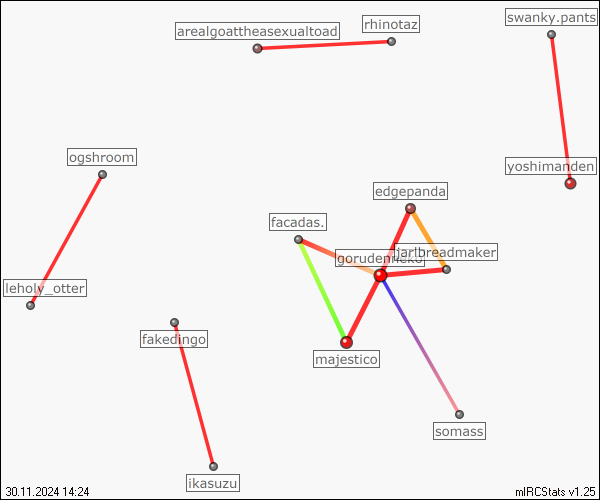 swanky.pants
rhinotaz
arealgoattheasexualtoad
ogshroom
yoshimanden
edgepanda
facadas.
jarlbreadmaker
leholy_otter
fakedingo
majestico
somass
ikasuzu
30.11.2024 14:24
mIRCStats v1.25